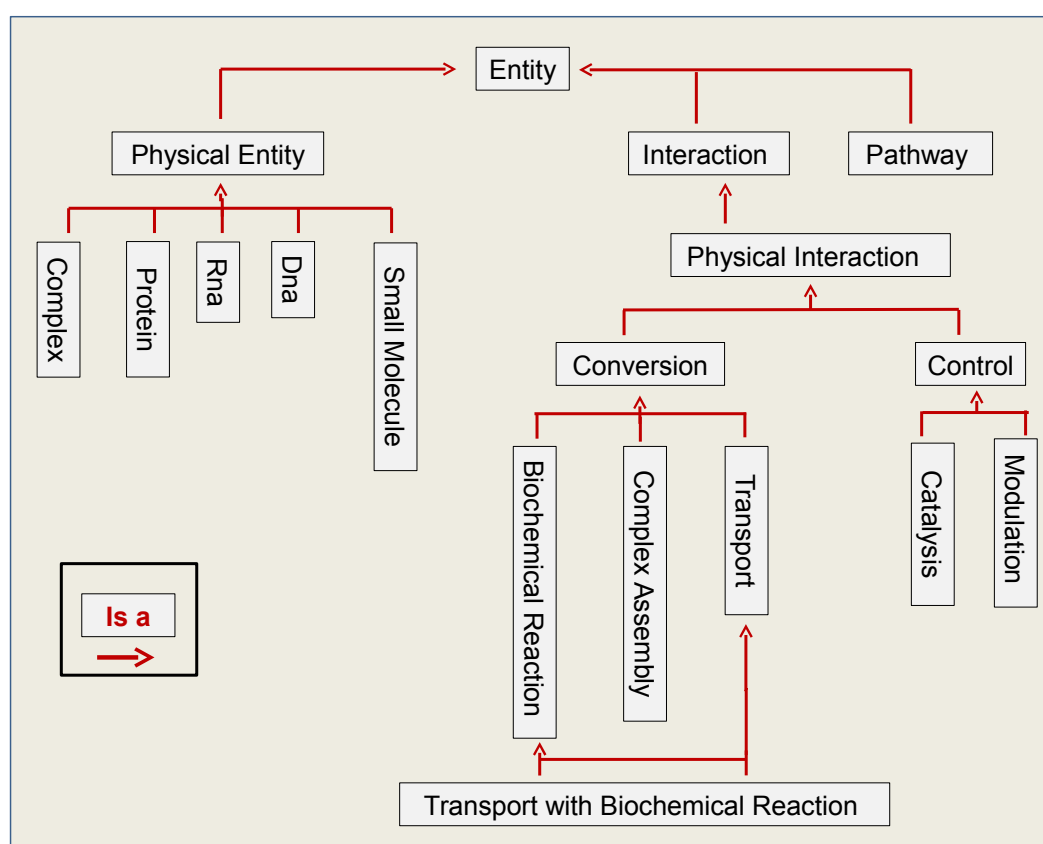 Entity
Physical Entity
Interaction
Pathway
Complex
Protein
Rna
Dna
Small Molecule
Physical Interaction
Conversion
Control
Biochemical Reaction
Complex Assembly
Transport
Catalysis
Modulation
Is a
Transport with Biochemical Reaction